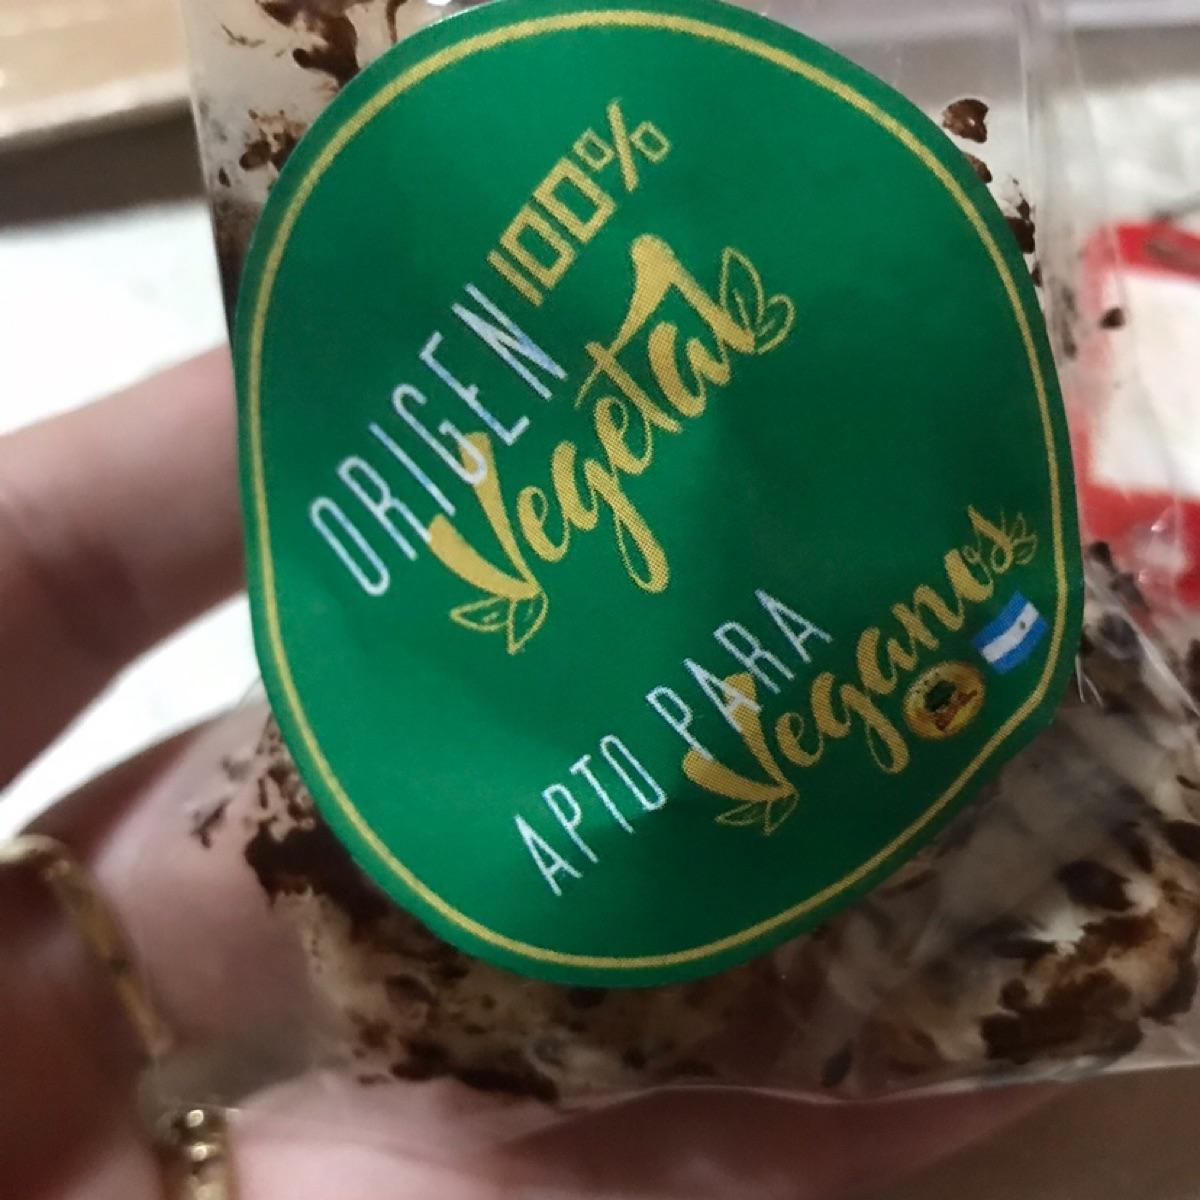 ORIGEN 100%
Vegetal
APTO PARA
Veganos